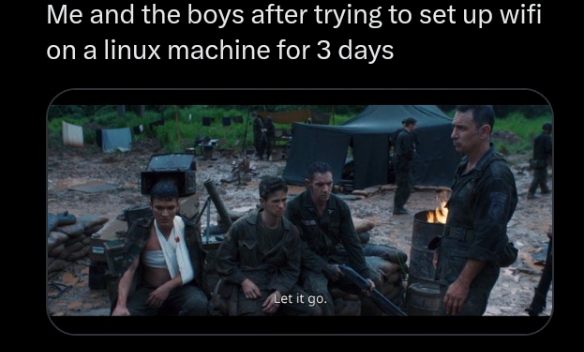 Me and the boys after trying to set up wifi
on a linux machine for 3 days
Let it go.